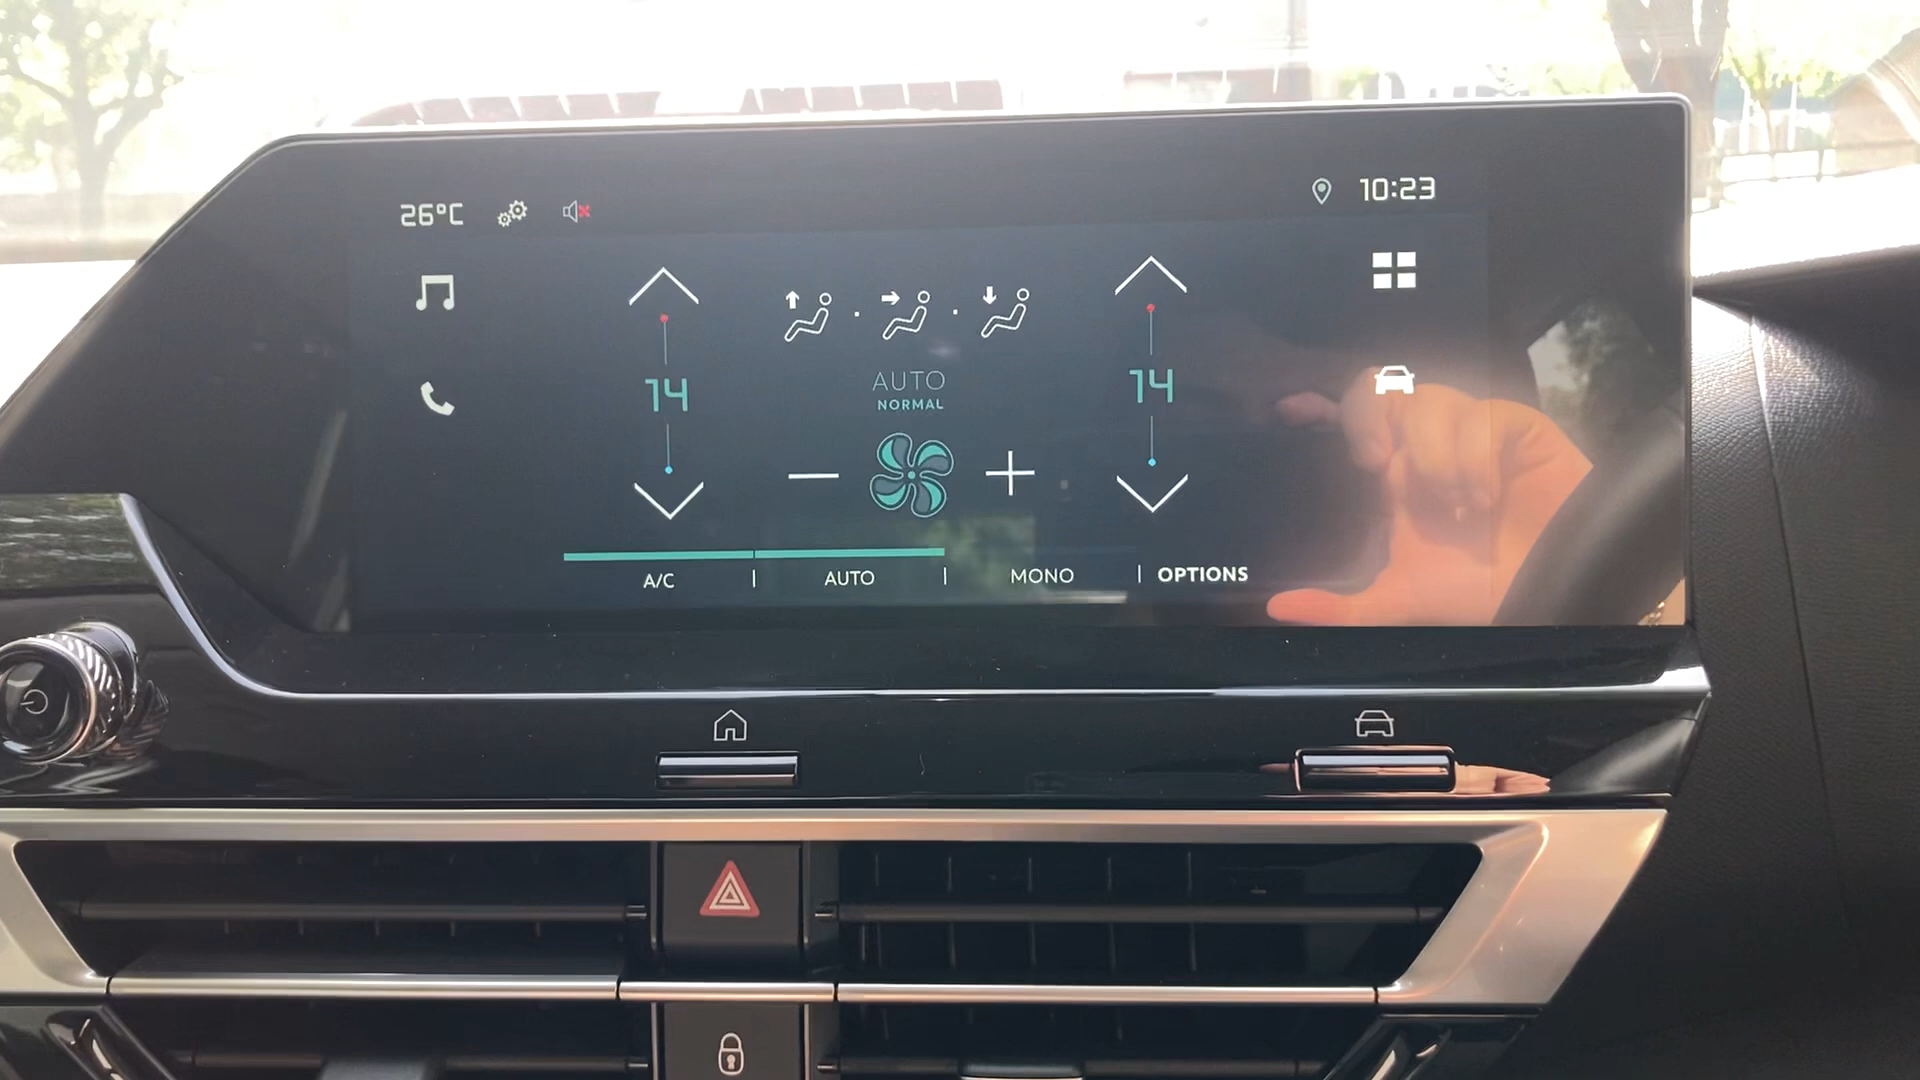 26°C
10:23
14
AUTO
NORMAL
14
A/C | AUTO | MONO | OPTIONS